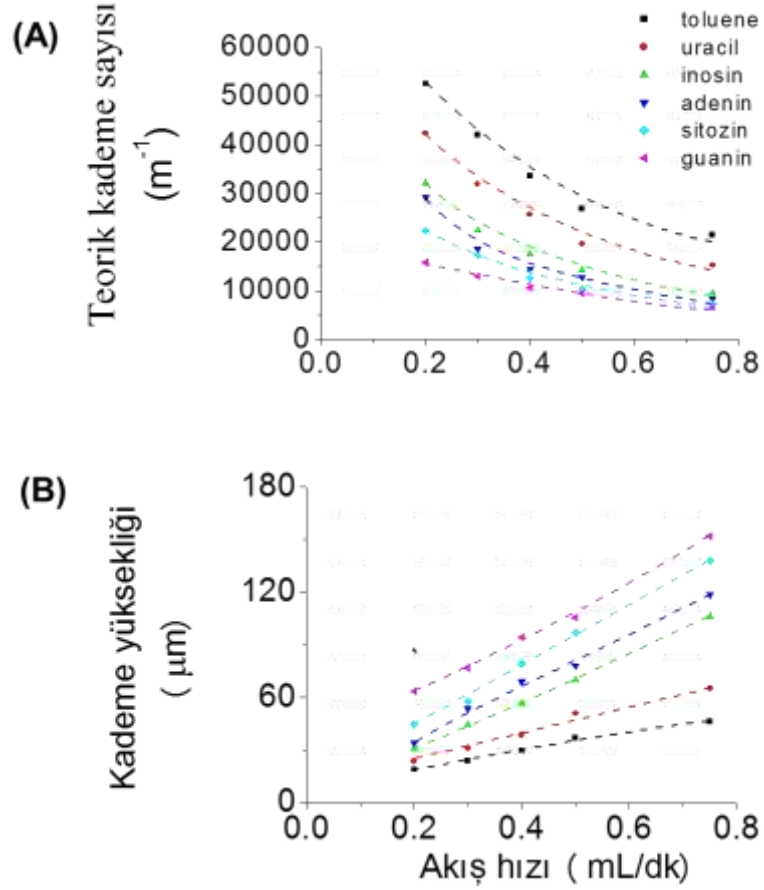 (A)
Teorik kademe sayısı
(m⁻¹)
60000
50000
40000
30000
20000
10000
0
0.0 0.2 0.4 0.6 0.8
toluene
uracil
inosin
adenin
sitozin
guanin
(B)
Kademe yüksekliği
( μm)
180
120
60
0
0.0 0.2 0.4 0.6 0.8
Akış hızı ( mL/dk)